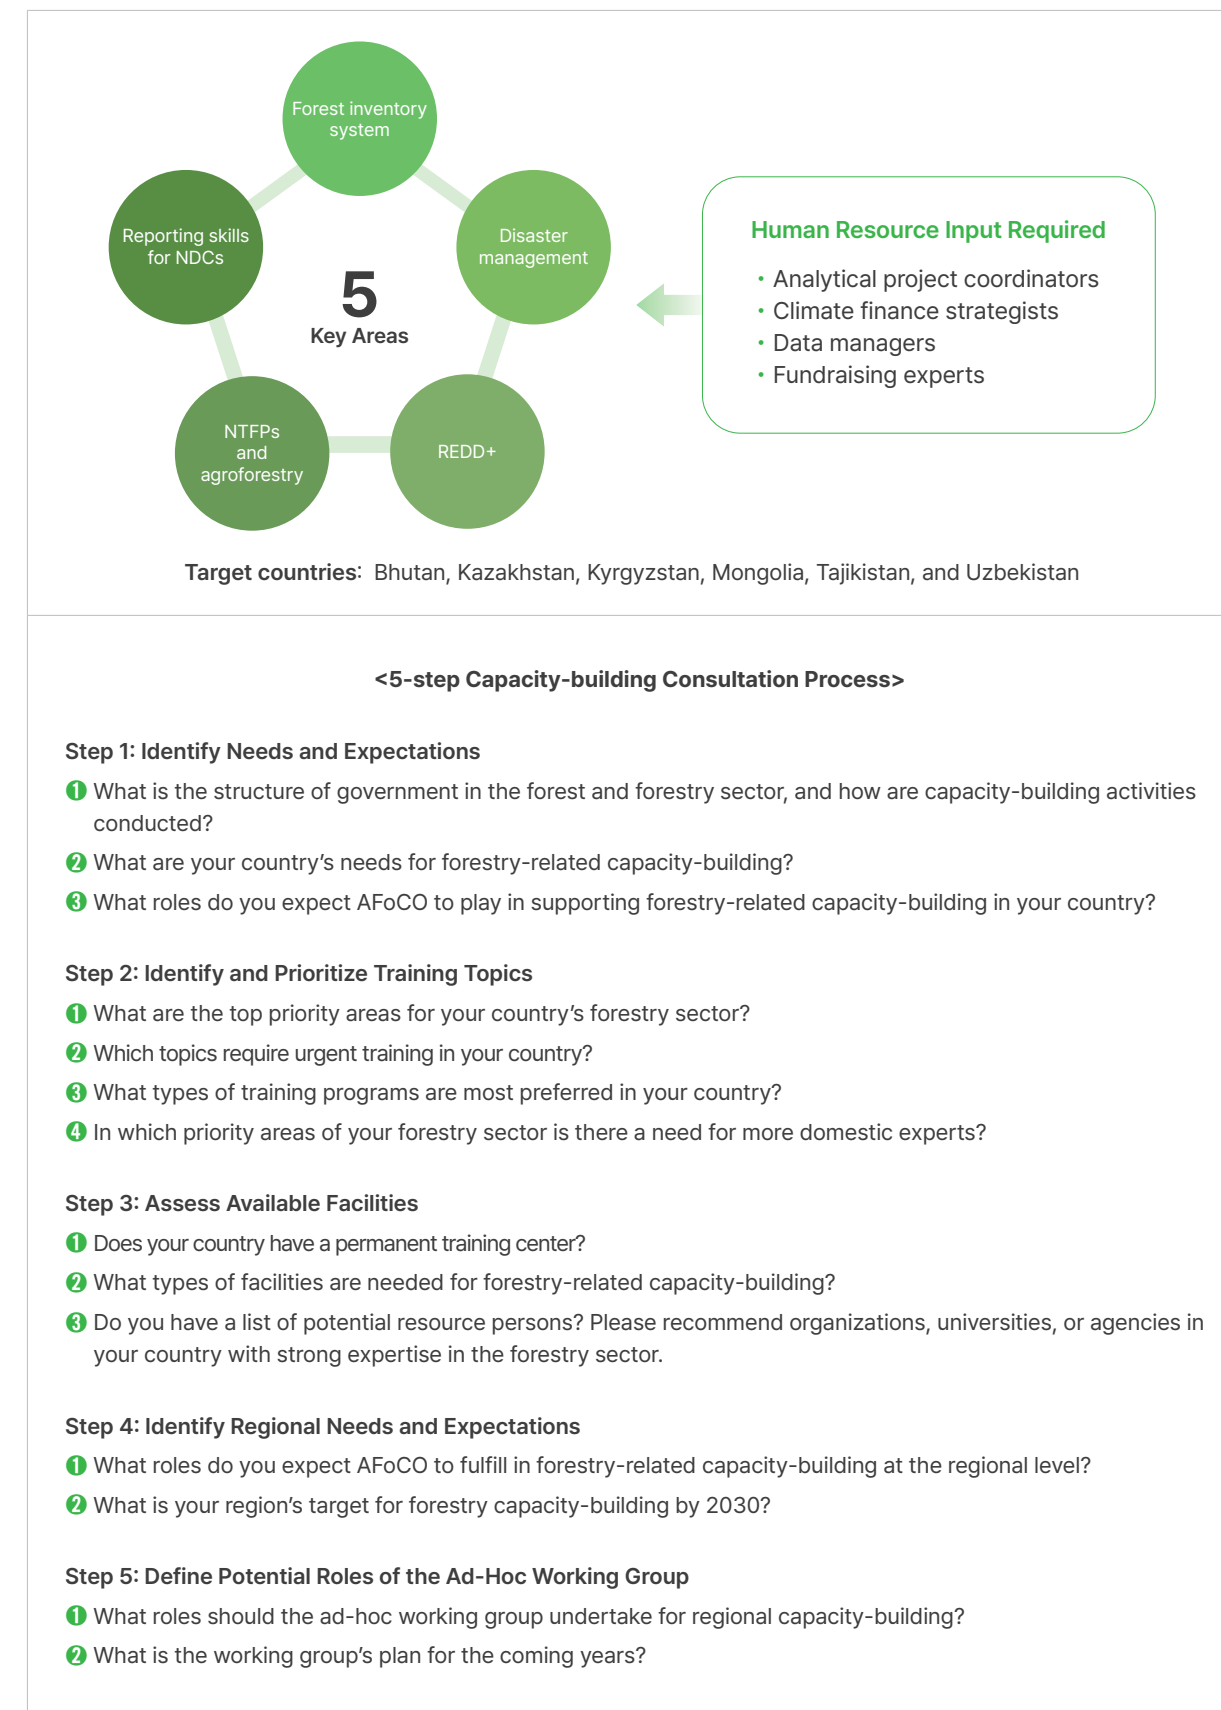 Forest inventory
system
Reporting skills
for NDCs
Disaster
management
5
Key Areas
NTFPs
and
agroforestry
REDD+
Human Resource Input Required
• Analytical project coordinators
• Climate finance strategists
• Data managers
• Fundraising experts
Target countries: Bhutan, Kazakhstan, Kyrgyzstan, Mongolia, Tajikistan, and Uzbekistan
<5-step Capacity-building Consultation Process>
Step 1: Identify Needs and Expectations
❶ What is the structure of government in the forest and forestry sector, and how are capacity-building activities
conducted?
❷ What are your country's needs for forestry-related capacity-building?
❸ What roles do you expect AFoCO to play in supporting forestry-related capacity-building in your country?
Step 2: Identify and Prioritize Training Topics
❶ What are the top priority areas for your country's forestry sector?
❷ Which topics require urgent training in your country?
❸ What types of training programs are most preferred in your country?
❹ In which priority areas of your forestry sector is there a need for more domestic experts?
Step 3: Assess Available Facilities
❶ Does your country have a permanent training center?
❷ What types of facilities are needed for forestry-related capacity-building?
❸ Do you have a list of potential resource persons? Please recommend organizations, universities, or agencies in
your country with strong expertise in the forestry sector.
Step 4: Identify Regional Needs and Expectations
❶ What roles do you expect AFoCO to fulfill in forestry-related capacity-building at the regional level?
❷ What is your region's target for forestry capacity-building by 2030?
Step 5: Define Potential Roles of the Ad-Hoc Working Group
❶ What roles should the ad-hoc working group undertake for regional capacity-building?
❷ What is the working group's plan for the coming years?